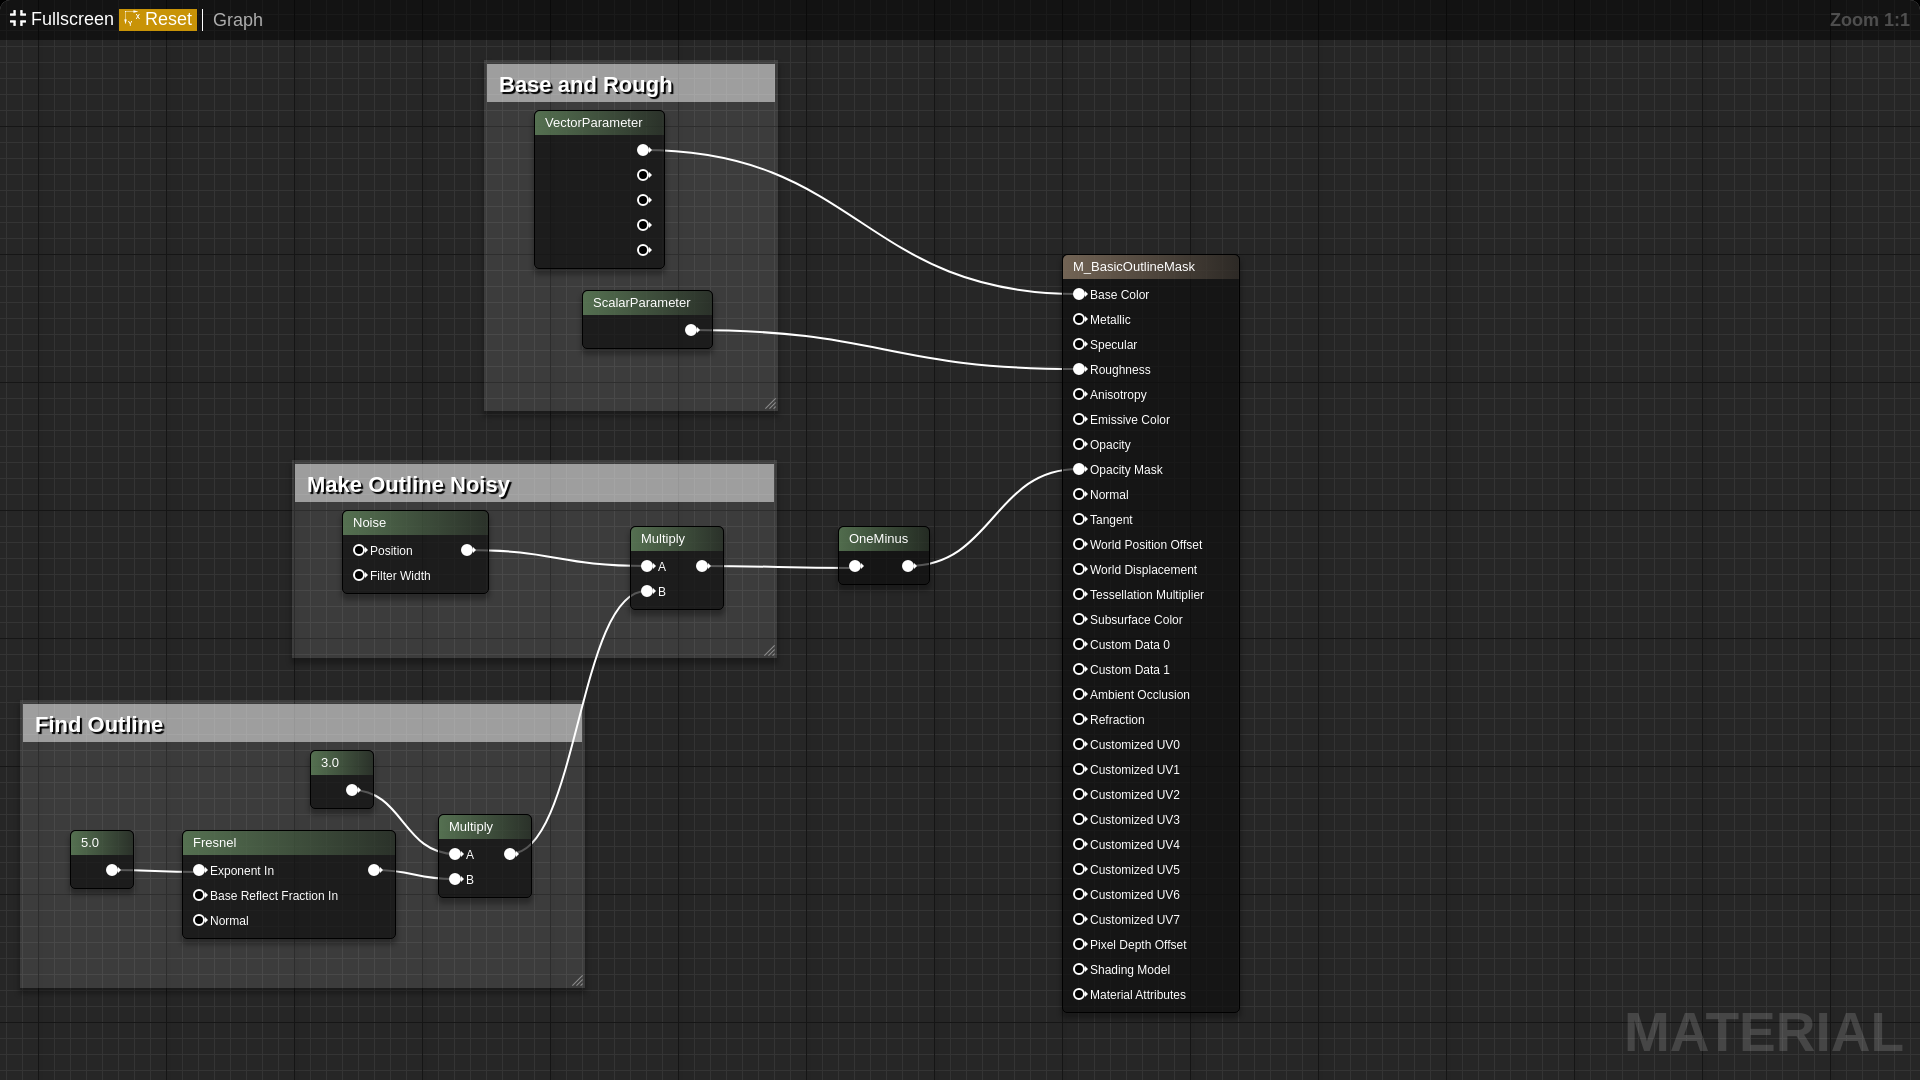 Fullscreen Reset Graph Zoom 1:1
Base and Rough
VectorParameter
ScalarParameter
Make Outline Noisy
Noise
Position
Filter Width
Multiply
A
B
OneMinus
Find Outline
3.0
5.0
Fresnel
Exponent In
Base Reflect Fraction In
Normal
Multiply
A
B
M_BasicOutlineMask
Base Color
Metallic
Specular
Roughness
Anisotropy
Emissive Color
Opacity
Opacity Mask
Normal
Tangent
World Position Offset
World Displacement
Tessellation Multiplier
Subsurface Color
Custom Data 0
Custom Data 1
Ambient Occlusion
Refraction
Customized UV0
Customized UV1
Customized UV2
Customized UV3
Customized UV4
Customized UV5
Customized UV6
Customized UV7
Pixel Depth Offset
Shading Model
Material Attributes
MATERIAL